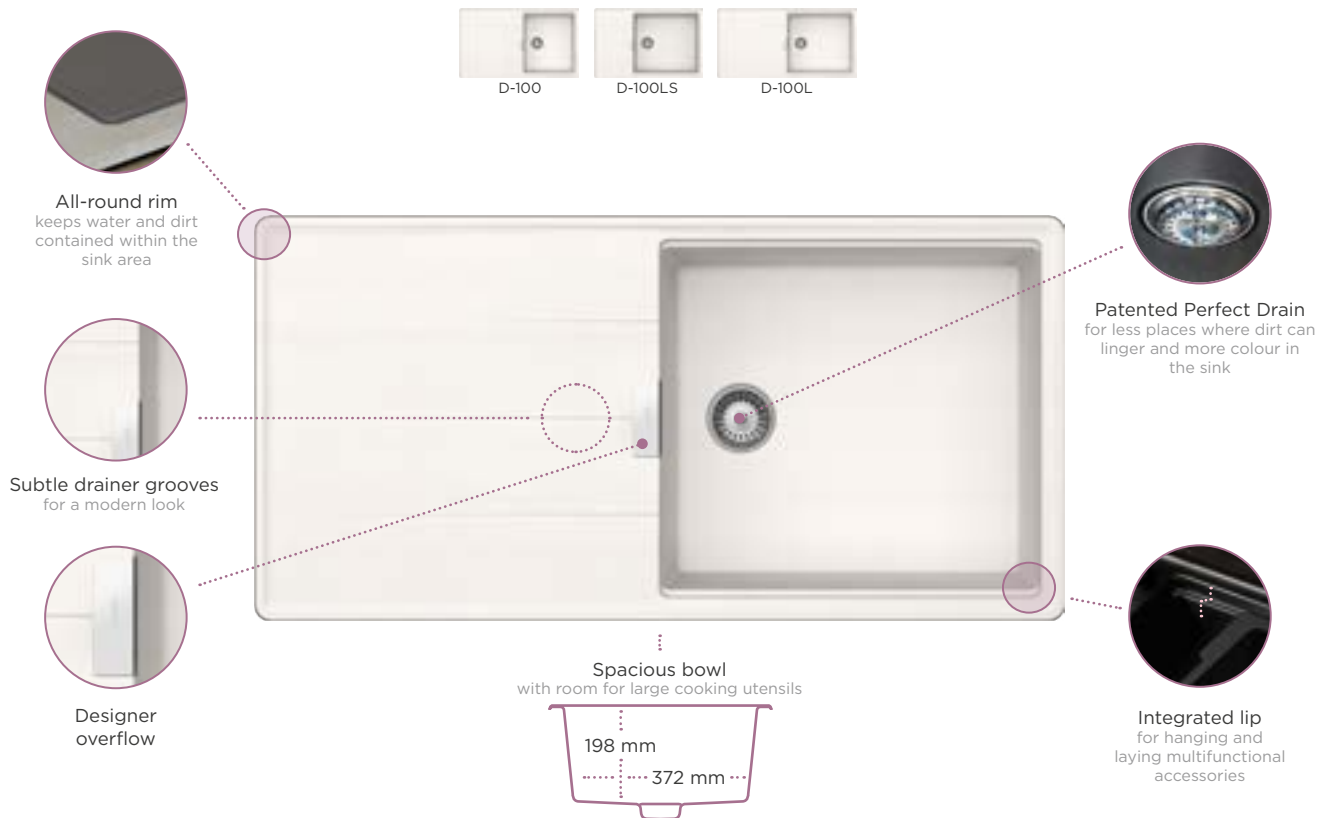 D-100
D-100LS
D-100L
All-round rim
keeps water and dirt
contained within the
sink area
Patented Perfect Drain
for less places where dirt can
linger and more colour in
the sink
Subtle drainer grooves
for a modern look
Designer
overflow
Spacious bowl
with room for large cooking utensils
198 mm
372 mm
Integrated lip
for hanging and
laying multifunctional
accessories